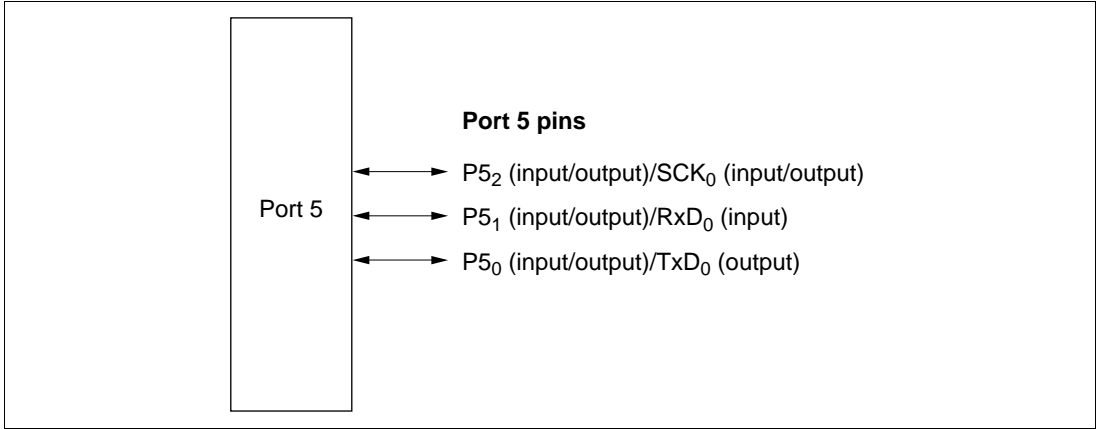 Port 5 pins
P5₂ (input/output)/SCK₀ (input/output)
Port 5
P5₁ (input/output)/RxD₀ (input)
P5₀ (input/output)/TxD₀ (output)